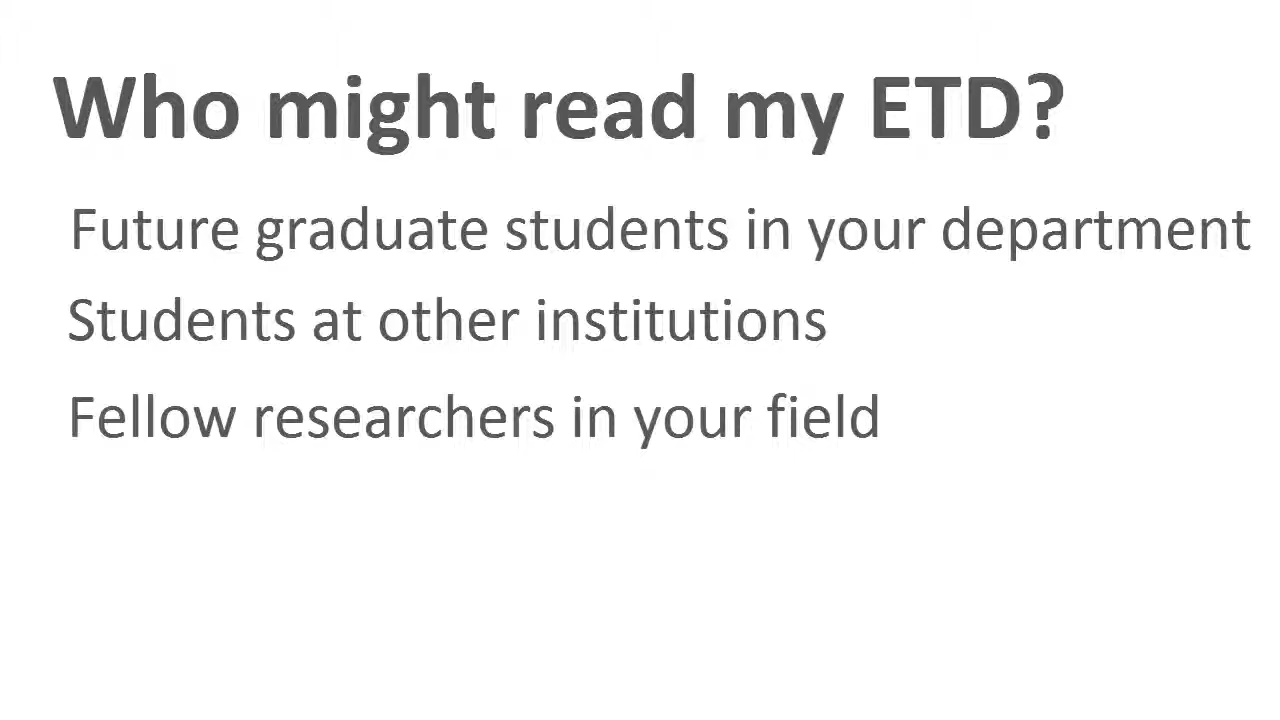 Who might read my ETD?
Future graduate students in your department
Students at other institutions
Fellow researchers in your field